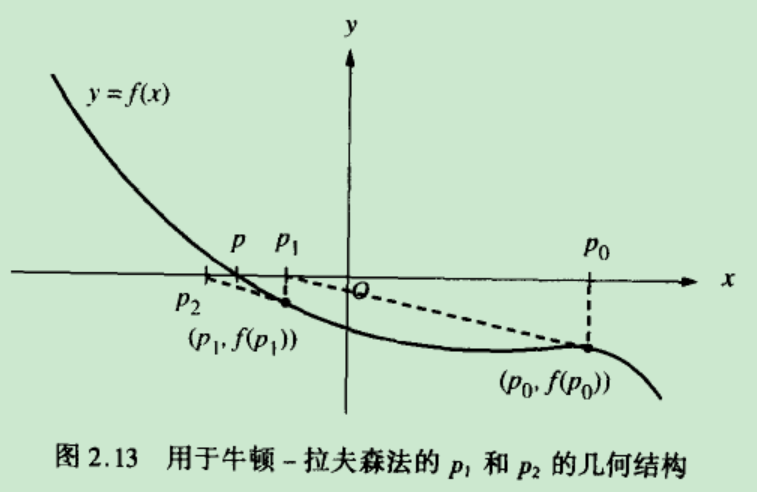 y
y = f(x)
p p₁ p₀
x
O
p₂
(p₁, f(p₁))
(p₀, f(p₀))
图 2.13 用于牛顿－拉夫森法的 p₁ 和 p₂ 的几何结构